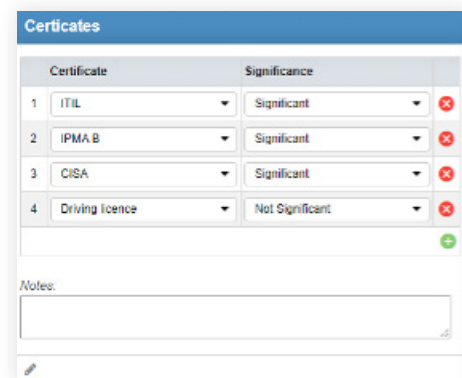 Certicates
Certificate Significance
1 ITIL Significant
2 IPMA B Significant
3 CISA Significant
4 Driving licence Not Significant
Notes: